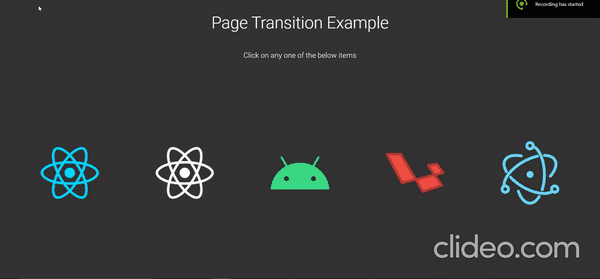 Recording has started
Page Transition Example
Click on any one of the below items
clideo.com